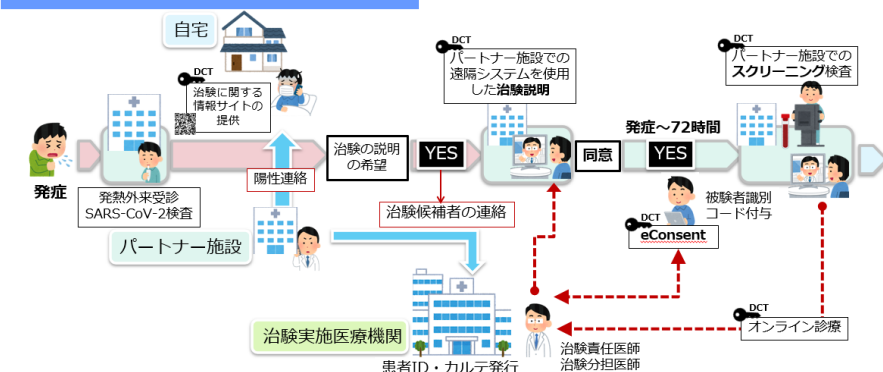 自宅
DCT
治験に関する
情報サイトの
提供
DCT
パートナー施設での
遠隔システムを使用
した治験説明
DCT
パートナー施設での
スクリーニング検査
発症
発熱外来受診
SARS-CoV-2検査
陽性連絡
治験の説明
の希望
YES
同意
発症～72時間
YES
治験候補者の連絡
DCT
eConsent
被験者識別
コード付与
パートナー施設
治験実施医療機関
患者ID・カルテ発行
治験責任医師
治験分担医師
DCT
オンライン診療